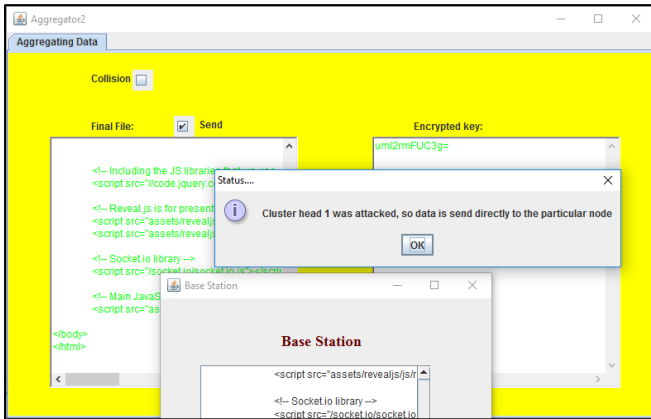 Aggregator2
Aggregating Data
Collision
Final File:
Send
Encrypted key:
uml2rmFUC3g=
<!-- Including the JS libraries that we use
<script src="//code.jquery.c
<!-- Reveal.js is for present
<script src="assets/revealjs
<script src="assets/revealjs
<!-- Socket.io library -->
<script src="/socket.io/socket.io.js"></scri
<!-- Main JavaS
<script src="as
</body>
</html>
Status....
Cluster head 1 was attacked, so data is send directly to the particular node
OK
Base Station
Base Station
<script src="assets/revealjs/js/r
<!-- Socket.io library -->
<script src="/socket.io/socket.io